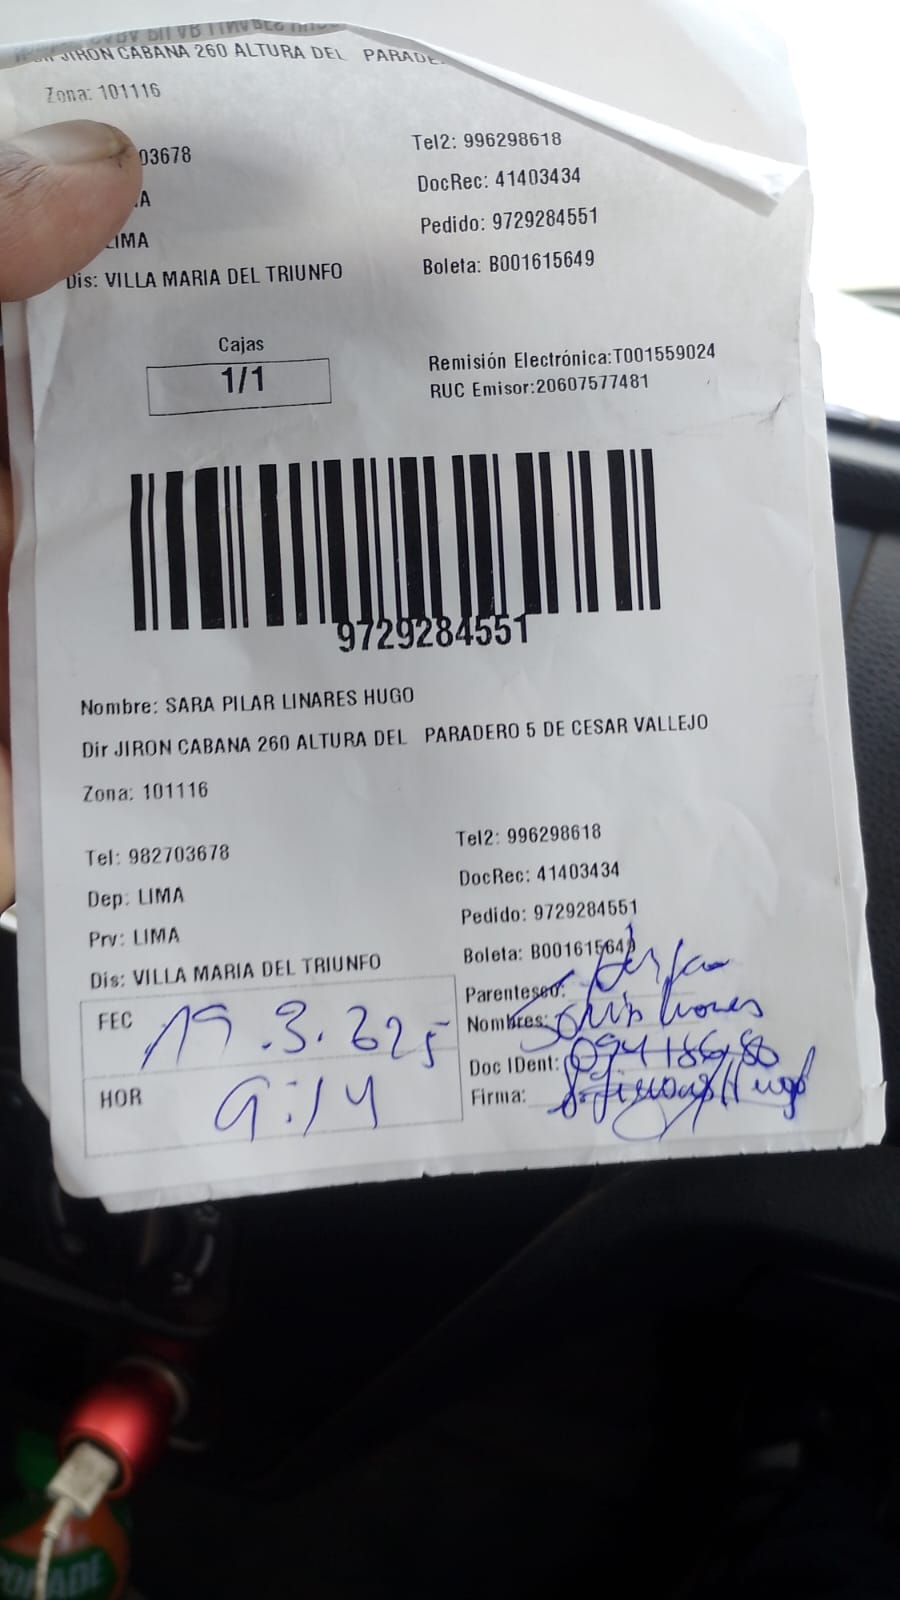 JIRON CABANA 260 ALTURA DEL PARADE
Zona: 101116
03678
Tel2: 996298618
DocRec: 41403434
LIMA
Pedido: 9729284551
Dis: VILLA MARIA DEL TRIUNFO
Boleta: B001615649
Cajas
1/1
Remisión Electrónica:T001559024
RUC Emisor:20607577481
9729284551
Nombre: SARA PILAR LINARES HUGO
Dir JIRON CABANA 260 ALTURA DEL PARADERO 5 DE CESAR VALLEJO
Zona: 101116
Tel: 982703678
Tel2: 996298618
Dep: LIMA
DocRec: 41403434
Prv: LIMA
Pedido: 9729284551
Dis: VILLA MARIA DEL TRIUNFO
Boleta: B001615649
Parentesco:
FEC 19.3.225
Nombres:
Doc IDent:
HOR 9:14
Firma: